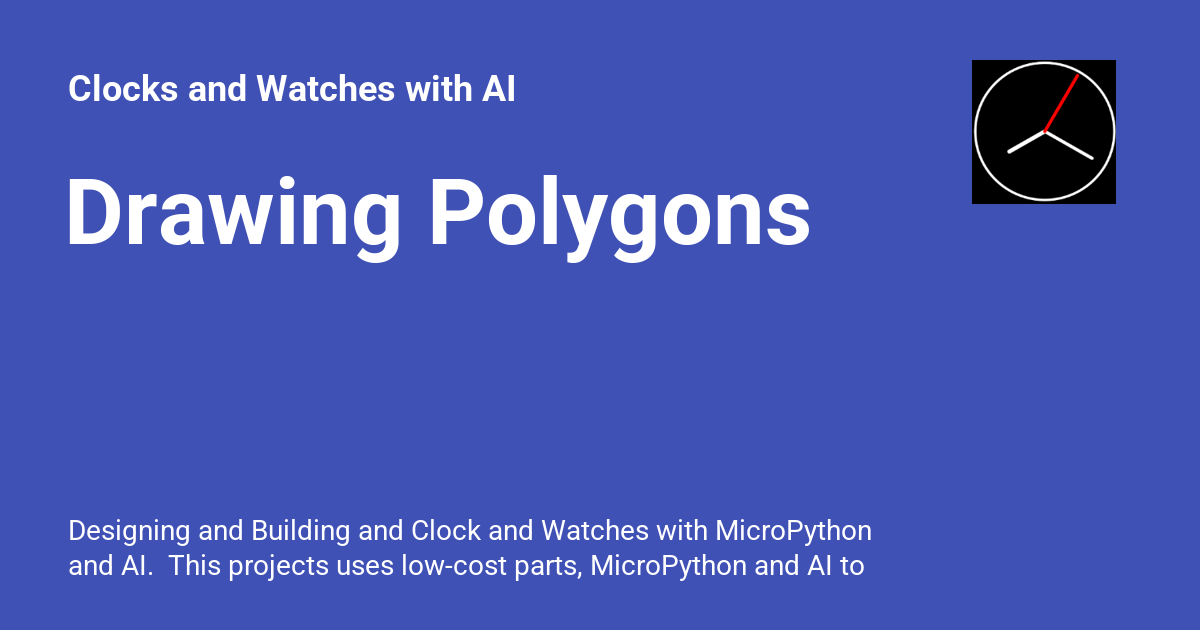 Clocks and Watches with AI
Drawing Polygons
Designing and Building and Clock and Watches with MicroPython
and AI.  This projects uses low-cost parts, MicroPython and AI to